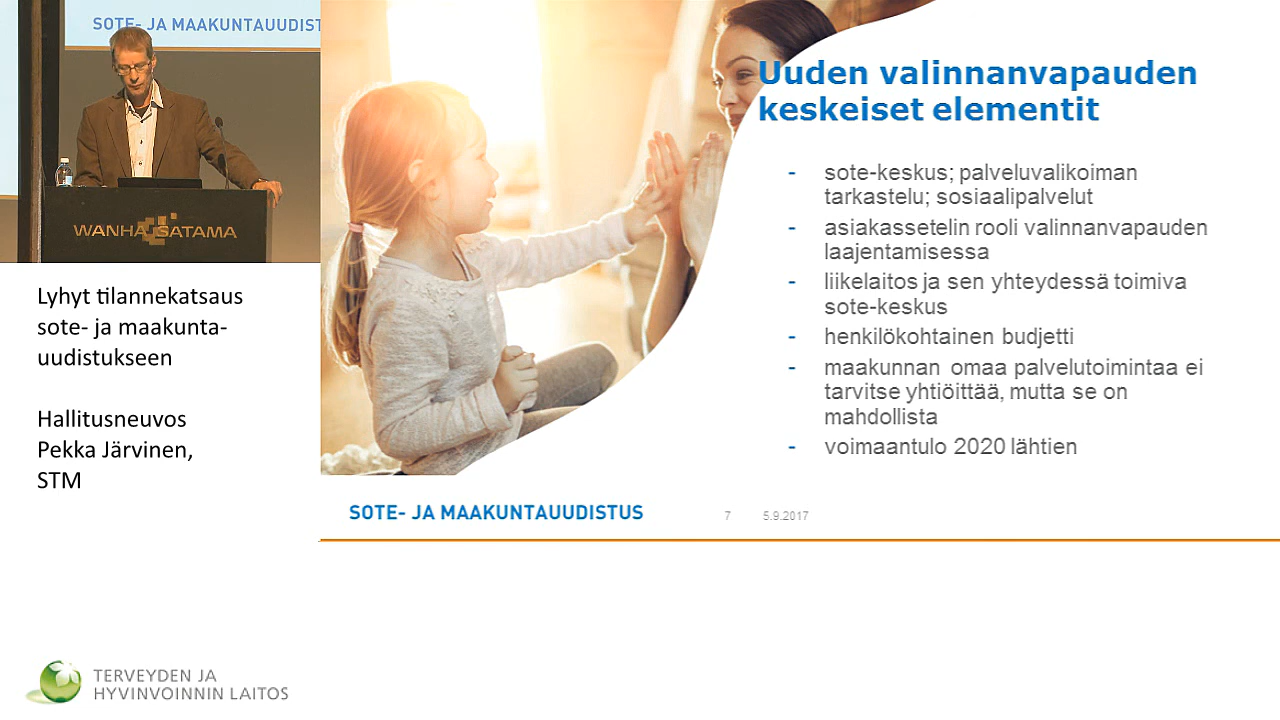 SOTE- JA MAAKUNTAUUDIST
WANHA SATAMA
Lyhyt tilannekatsaus
sote- ja maakunta-
uudistukseen
Hallitusneuvos
Pekka Järvinen,
STM
Uuden valinnanvapauden
keskeiset elementit
- sote-keskus; palveluvalikoiman
tarkastelu; sosiaalipalvelut
- asiakassetelin rooli valinnanvapauden
laajentamisessa
- liikelaitos ja sen yhteydessä toimiva
sote-keskus
- henkilökohtainen budjetti
- maakunnan omaa palvelutoimintaa ei
tarvitse yhtiöittää, mutta se on
mahdollista
- voimaantulo 2020 lähtien
SOTE- JA MAAKUNTAUUDISTUS
7 5.9.2017
TERVEYDEN JA
HYVINVOINNIN LAITOS